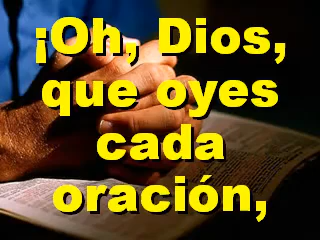 ¡Oh, Dios,
que oyes
cada
oración,